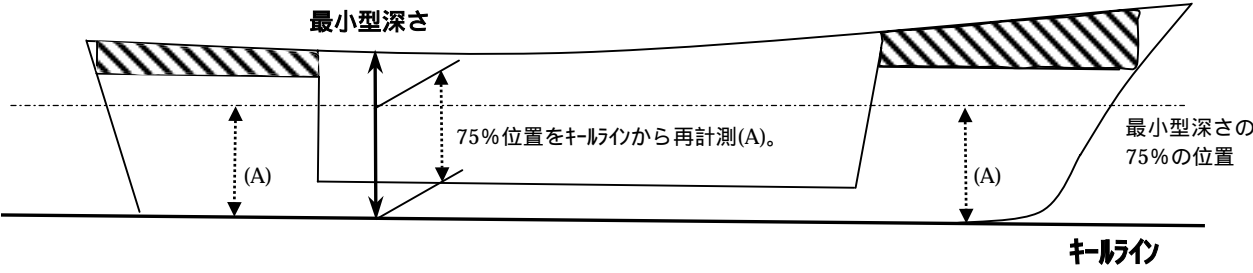 最小型深さ
75%位置をｷｰﾙﾗｲﾝから再計測(A)。
(A)
(A)
最小型深さの
75%の位置
ｷｰﾙﾗｲﾝ